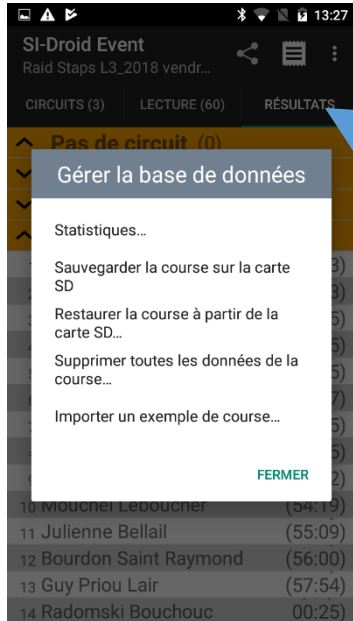 13:27
SI-Droid Event
Raid Staps L3_2018 vendr...
CIRCUITS (3) LECTURE (60) RÉSULTATS
Pas de circuit (0)
Gérer la base de données
Statistiques...
Sauvegarder la course sur la carte
SD
Restaurer la course à partir de la
carte SD...
Supprimer toutes les données de la
course...
Importer un exemple de course...
FERMER
10 Mouchel Leboucher (54:19)
11 Julienne Bellail (55:09)
12 Bourdon Saint Raymond (56:00)
13 Guy Priou Lair (57:54)
14 Radomski Bouchouc 00:25)